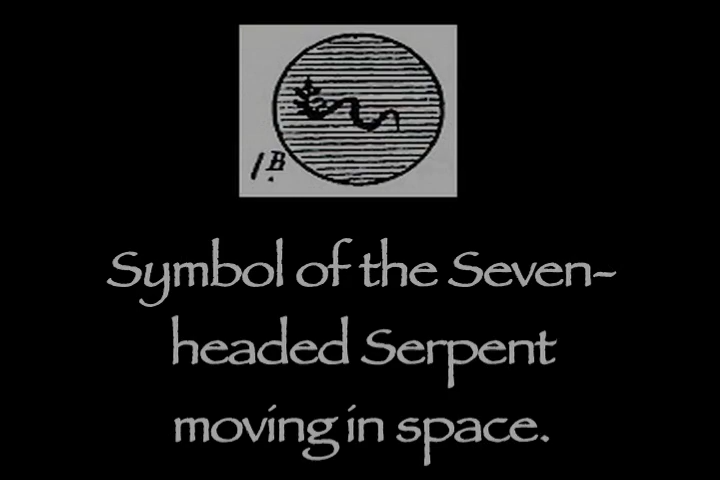 1B.
Symbol of the Seven-
headed Serpent
moving in space.